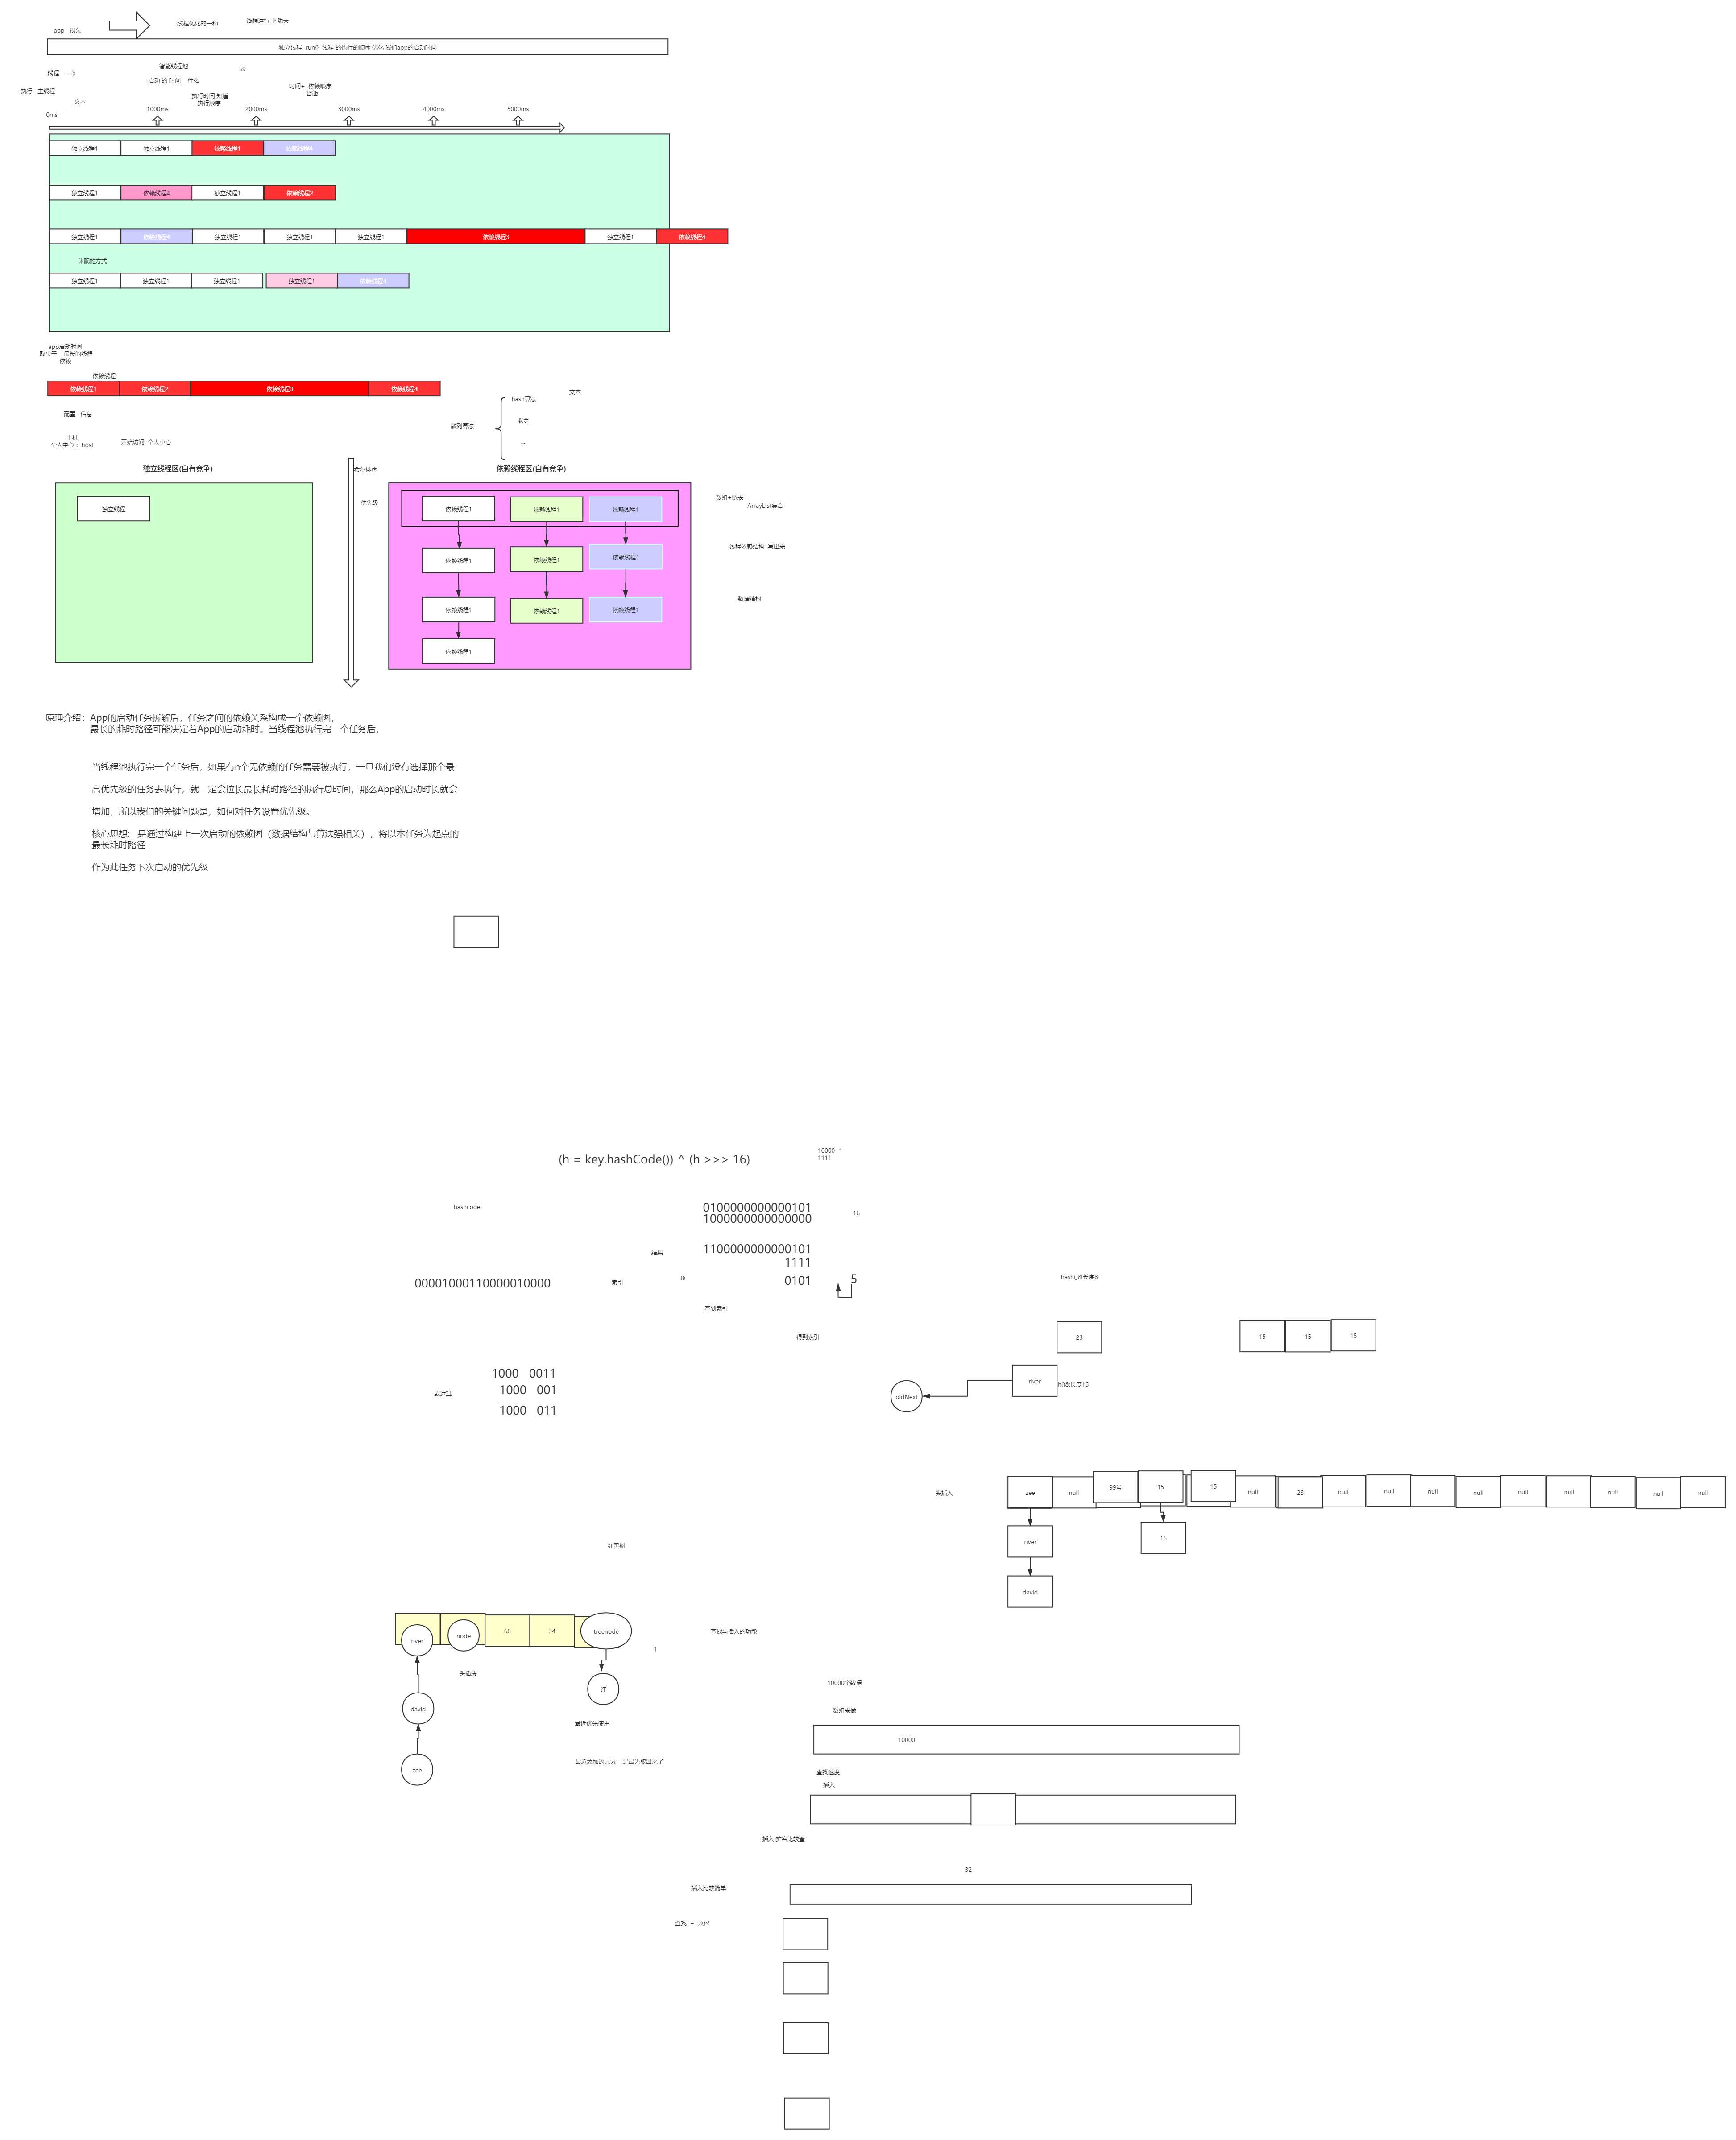 app   很久
线程优化的一种
线程运行 下功夫
独立线程  run()  线程 的执行的顺序 优化 我们app的启动时间
线程   ---》
智能线程池
5S
启动 的 时间    什么
执行   主线程
文本
执行时间 知道
执行顺序
时间+  依赖顺序
智能
0ms
1000ms
2000ms
3000ms
4000ms
5000ms
独立线程1
独立线程1
依赖线程1
依赖线程4
独立线程1
依赖线程4
独立线程1
依赖线程2
独立线程1
依赖线程4
独立线程1
独立线程1
独立线程1
依赖线程3
独立线程1
依赖线程4
休眠的方式
独立线程1
独立线程1
独立线程1
独立线程1
依赖线程4
app启动时间
取决于    最长的线程
依赖
依赖线程
依赖线程1
依赖线程2
依赖线程3
依赖线程4
文本
hash算法
配置   信息
取余
散列算法
主机
个人中心 :  host
开始访问  个人中心
....
独立线程区(自有竞争)
希尔排序
依赖线程区(自有竞争)
优先级
独立线程
依赖线程1
依赖线程1
依赖线程1
数组+链表
ArrayList集合
依赖线程1
依赖线程1
依赖线程1
线程依赖结构  写出来
依赖线程1
依赖线程1
依赖线程1
数据结构
依赖线程1
原理介绍：App的启动任务拆解后，任务之间的依赖关系构成一个依赖图，
最长的耗时路径可能决定着App的启动耗时。当线程池执行完一个任务后，
当线程池执行完一个任务后，如果有n个无依赖的任务需要被执行，一旦我们没有选择那个最
高优先级的任务去执行，就一定会拉长最长耗时路径的执行总时间，那么App的启动时长就会
增加，所以我们的关键问题是，如何对任务设置优先级。
核心思想:   是通过构建上一次启动的依赖图（数据结构与算法强相关），将以本任务为起点的
最长耗时路径
作为此任务下次启动的优先级
(h = key.hashCode()) ^ (h >>> 16)
10000 -1
1111
hashcode
0100000000000101
1000000000000000
16
结果
1100000000000101
1111
00001000110000010000
索引
&
0101
5
hash()&长度8
查到索引
得到索引
23
15
15
15
1000   0011
或运算
1000   001
1000   011
oldNext
river
h()&长度16
头插入
zee
null
99号
15
15
null
23
null
null
null
null
null
null
null
null
null
river
15
david
红黑树
river
node
66
34
treenode
1
查找与插入的功能
头插法
红
10000个数据
david
最近优先使用
数组来做
10000
最近添加的元素    是最先取出来了
zee
查找速度
插入
插入 扩容比较查
32
插入比较简单
查找  +  兼容